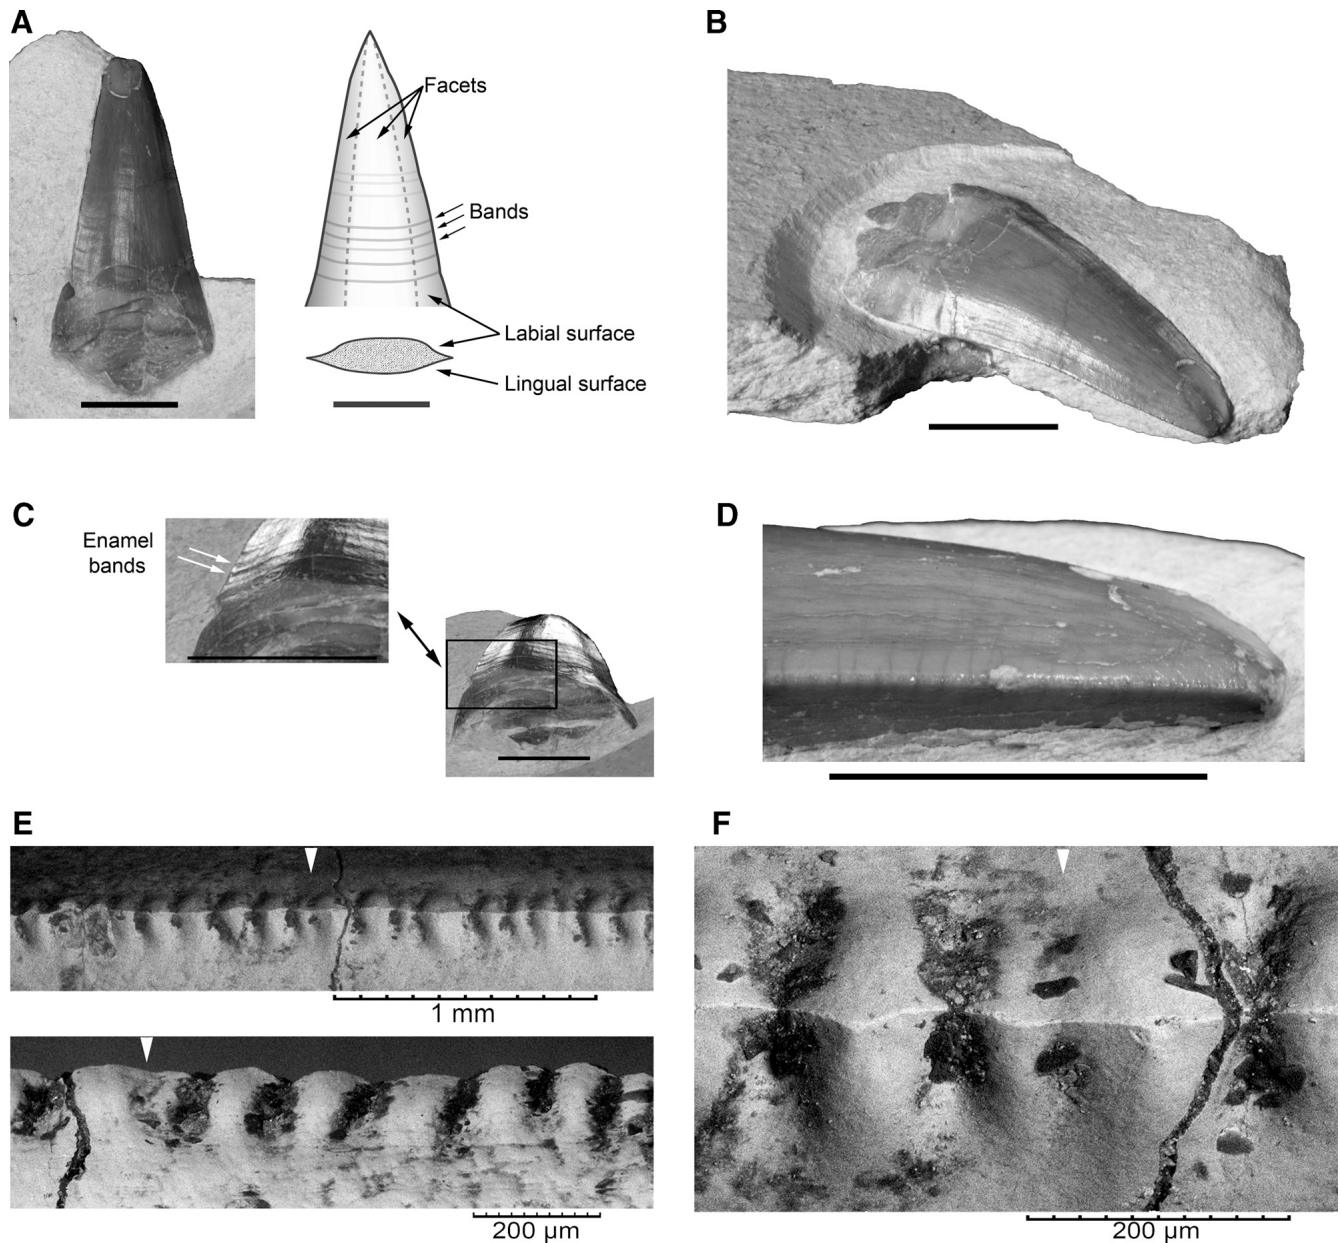 A
B
Facets
Bands
Labial surface
Lingual surface
C
Enamel
bands
D
E
F
1 mm
200 µm
200 µm